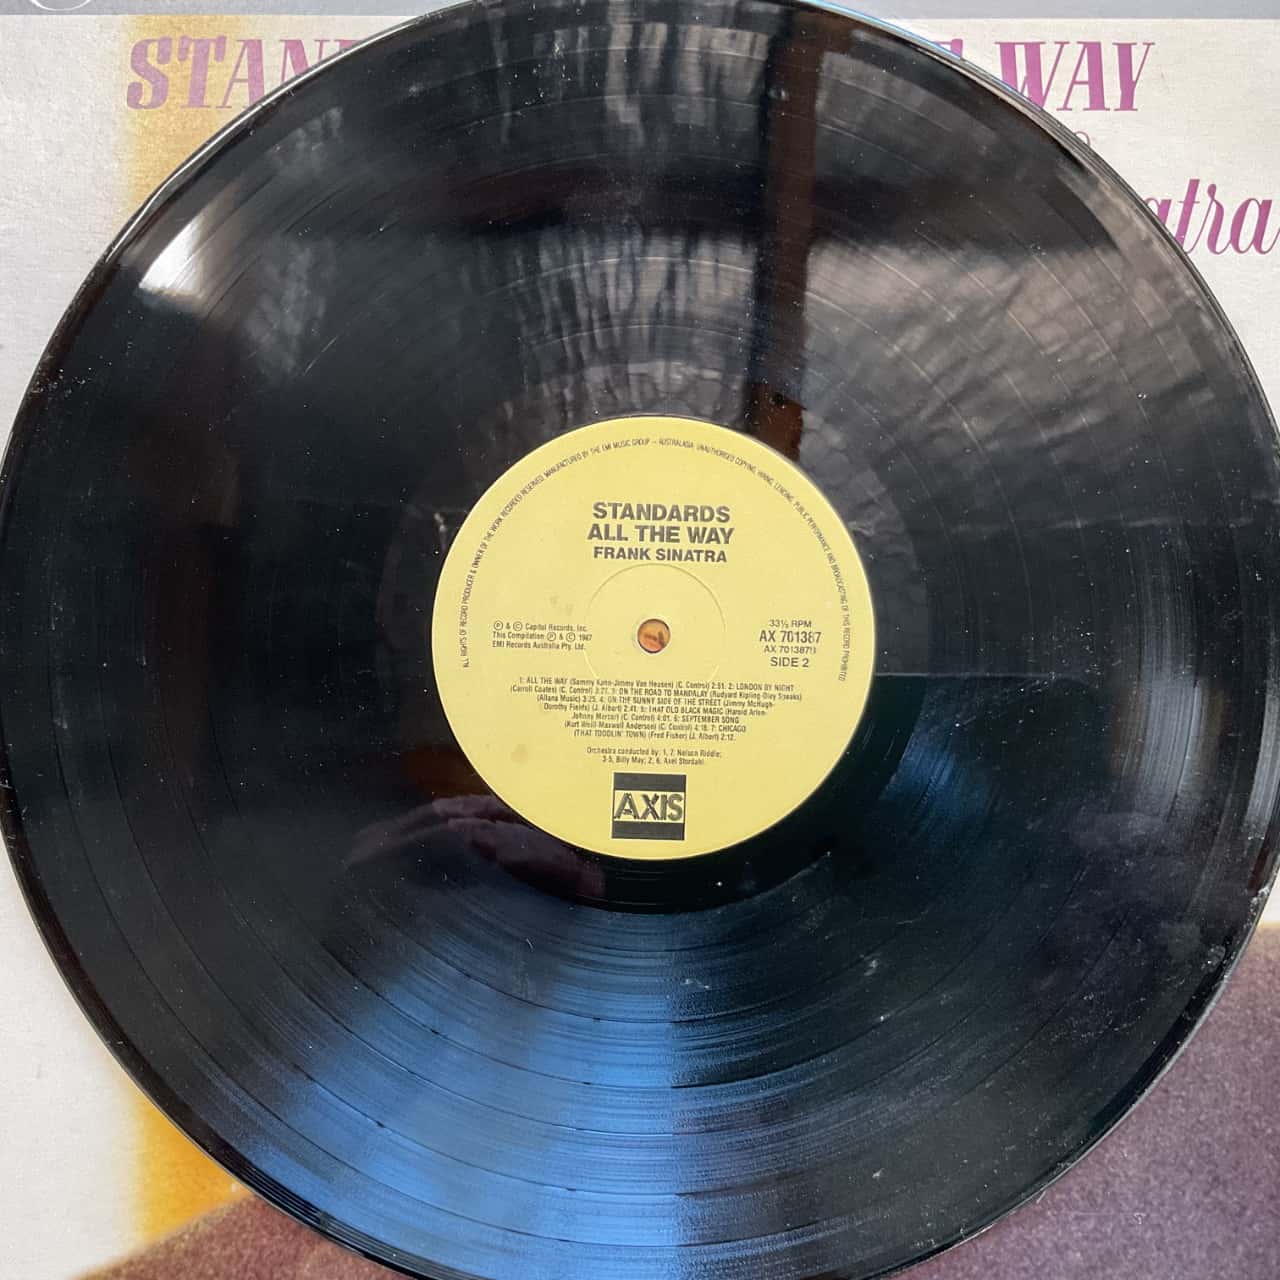 STAN WAY
atra
ALL RIGHTS OF RECORD PRODUCER & OWNER OF THE WORK RECORDED RESERVED. MANUFACTURED BY THE EMI MUSIC GROUP – AUSTRALASIA UNAUTHORISED COPYING, HIRING, LENDING, PUBLIC PERFORMANCE AND BROADCASTING OF THIS RECORD PROHIBITED
STANDARDS
ALL THE WAY
FRANK SINATRA
Ⓟ & © Capitol Records, Inc.
This Compilation Ⓟ & © 1987
EMI Records Australia Pty. Ltd.
33⅓ RPM
AX 701387
AX 7013879
SIDE 2
1: ALL THE WAY (Sammy Kahn-Jimmy Van Heusen) (C. Control) 2:51. 2: LONDON BY NIGHT
(Carroll Coates) (C. Control) 3:27. 3: ON THE ROAD TO MANDALAY (Rudyard Kipling-Oley Speaks)
(Allans Music) 3:25. 4: ON THE SUNNY SIDE OF THE STREET (Jimmy McHugh-
Dorothy Fields) (J. Albert) 2:41. 5: THAT OLD BLACK MAGIC (Harold Arlen-
Johnny Mercer) (C. Control) 4:01. 6: SEPTEMBER SONG
(Kurt Weill-Maxwell Anderson) (C. Control) 4:18. 7: CHICAGO
(THAT TODDLIN' TOWN) (Fred Fisher) (J. Albert) 2:12.
Orchestra conducted by: 1, 7, Nelson Riddle;
3-5, Billy May; 2, 6, Axel Stordahl.
AXIS